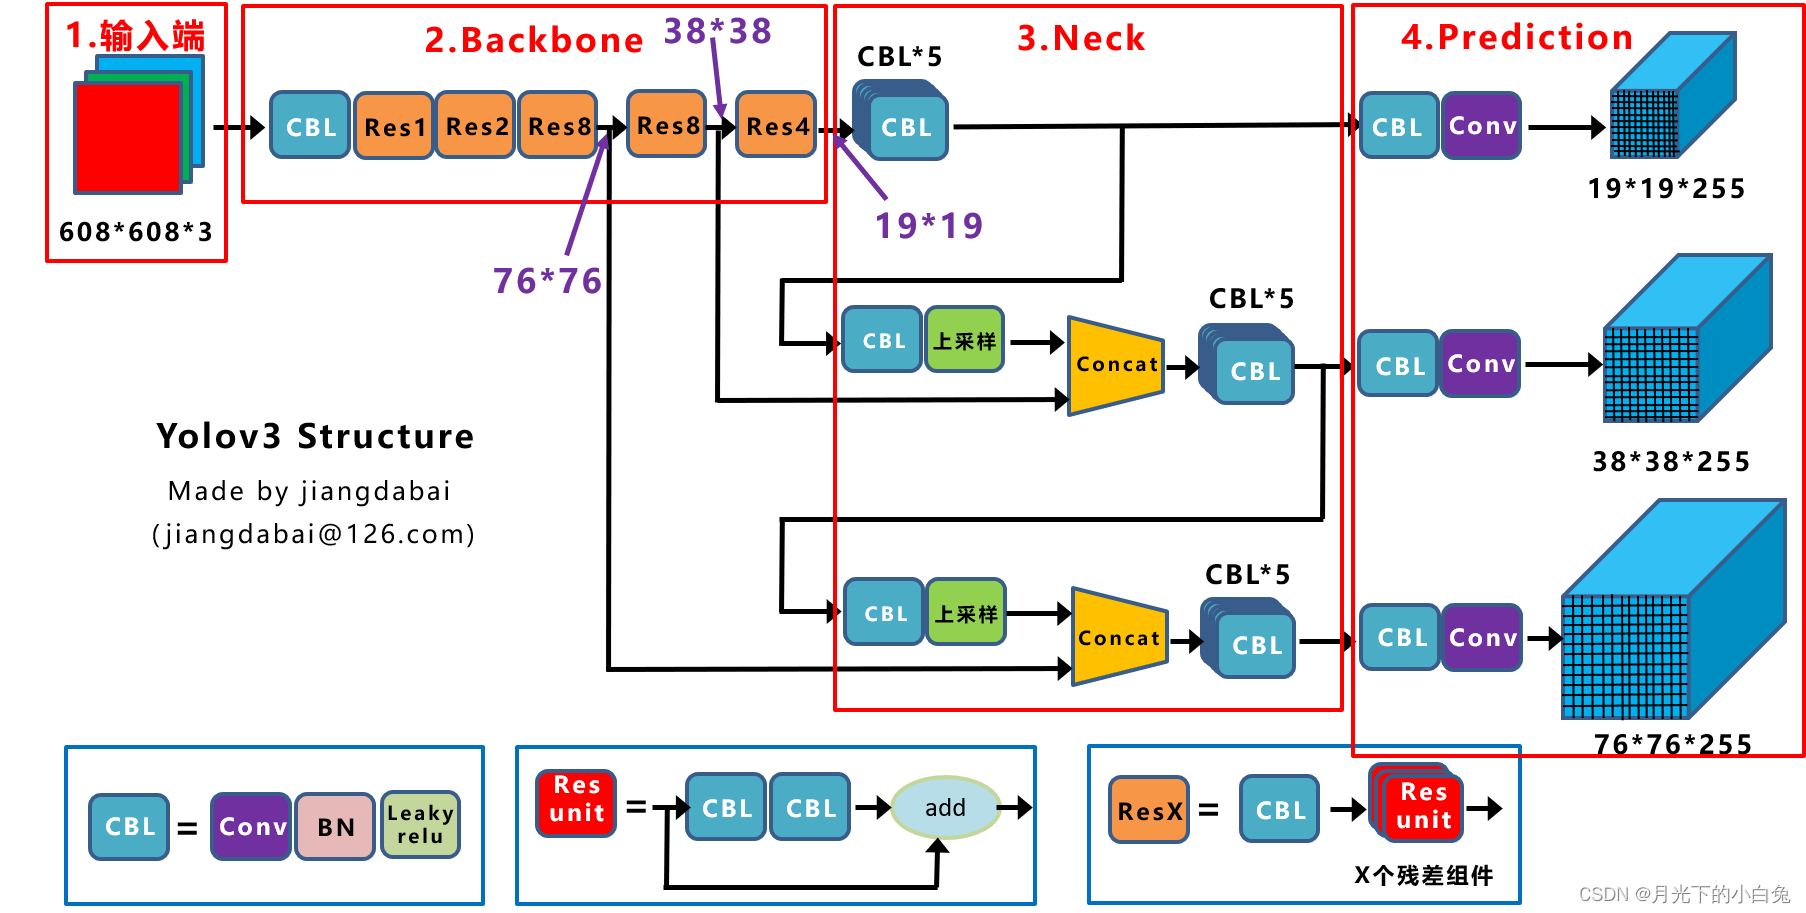 1.输入端
608*608*3
2.Backbone
38*38
CBL
Res1
Res2
Res8
Res8
Res4
76*76
3.Neck
CBL*5
CBL
19*19
CBL
上采样
Concat
CBL*5
CBL
CBL
上采样
Concat
CBL*5
CBL
4.Prediction
CBL
Conv
19*19*255
CBL
Conv
38*38*255
CBL
Conv
76*76*255
Yolov3 Structure
Made by jiangdabai
(jiangdabai@126.com)
CBL
=
Conv
BN
Leaky
relu
Res
unit
=
CBL
CBL
add
ResX
=
CBL
Res
unit
X个残差组件
CSDN @月光下的小白兔